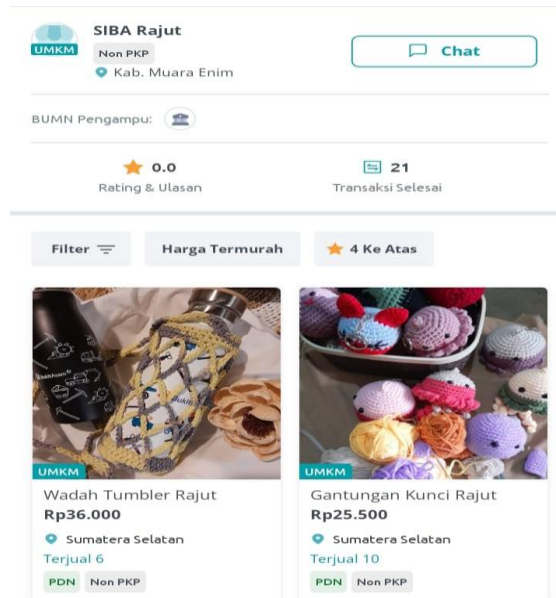 SIBA Rajut
UMKM
Non PKP
Kab. Muara Enim
Chat
BUMN Pengampu:
0.0
Rating & Ulasan
21
Transaksi Selesai
Filter
Harga Termurah
4 Ke Atas
UMKM
Wadah Tumbler Rajut
Rp36.000
Sumatera Selatan
Terjual 6
PDN Non PKP
UMKM
Gantungan Kunci Rajut
Rp25.500
Sumatera Selatan
Terjual 10
PDN Non PKP